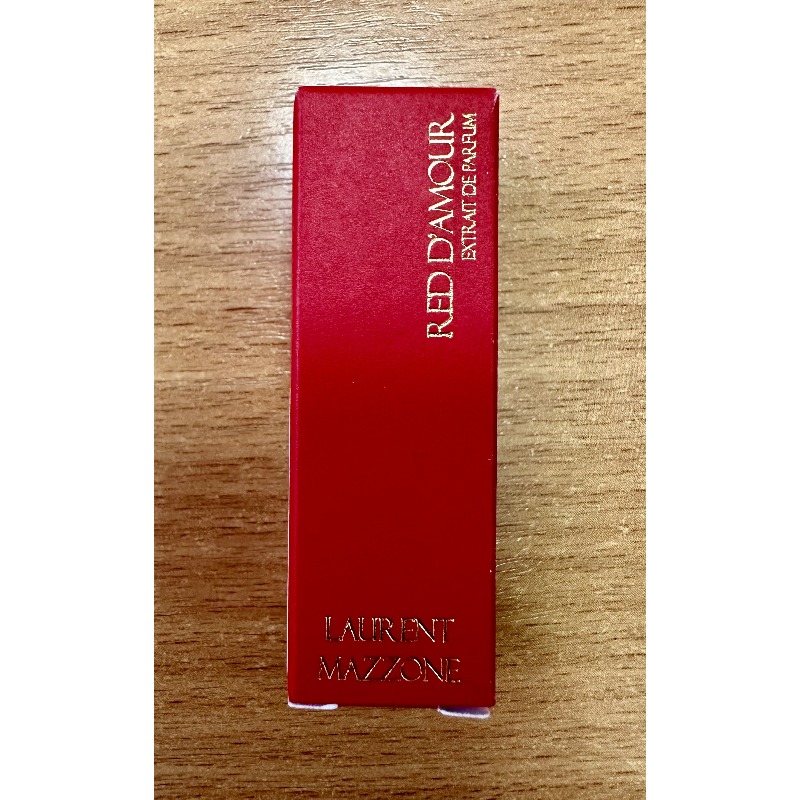 RED D'AMOUR
EXTRAIT DE PARFUM
LAURENT
MAZZONE